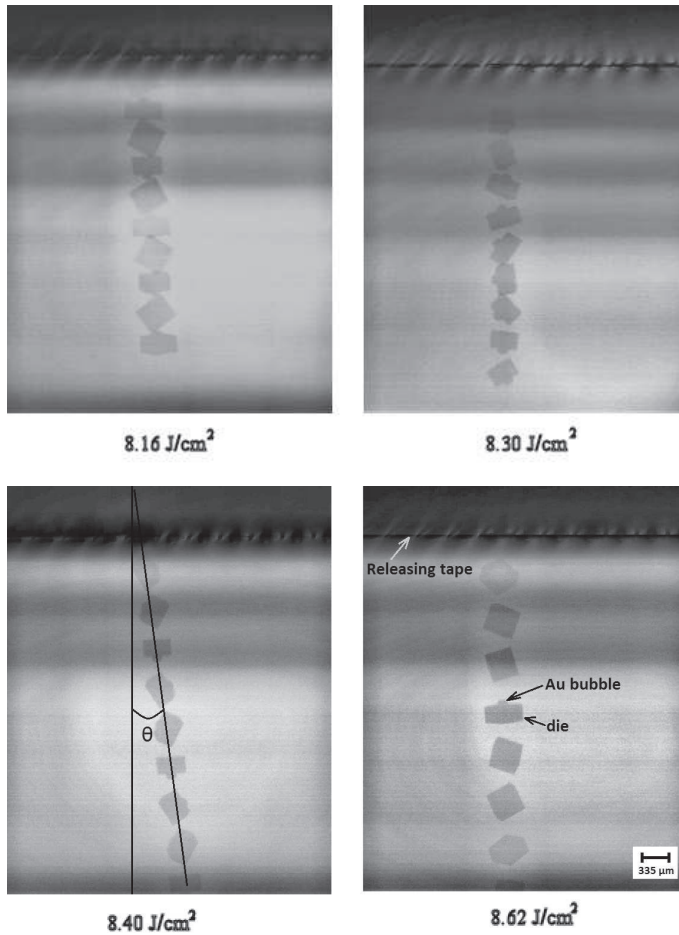 8.16 J/cm²
8.30 J/cm²
θ
8.40 J/cm²
Releasing tape
Au bubble
die
335 μm
8.62 J/cm²